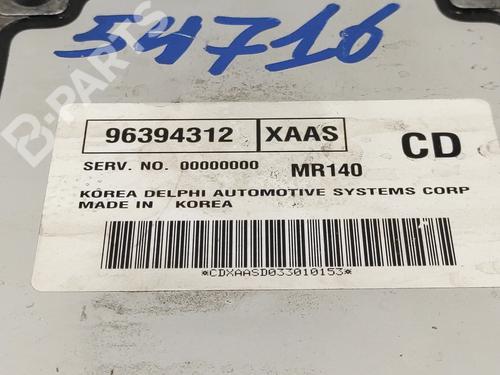 54716
B-PARTS
96394312 XAAS
SERV. NO. 00000000 MR140 CD
KOREA DELPHI AUTOMOTIVE SYSTEMS CORP
MADE IN KOREA
*CDXAASD033010153*